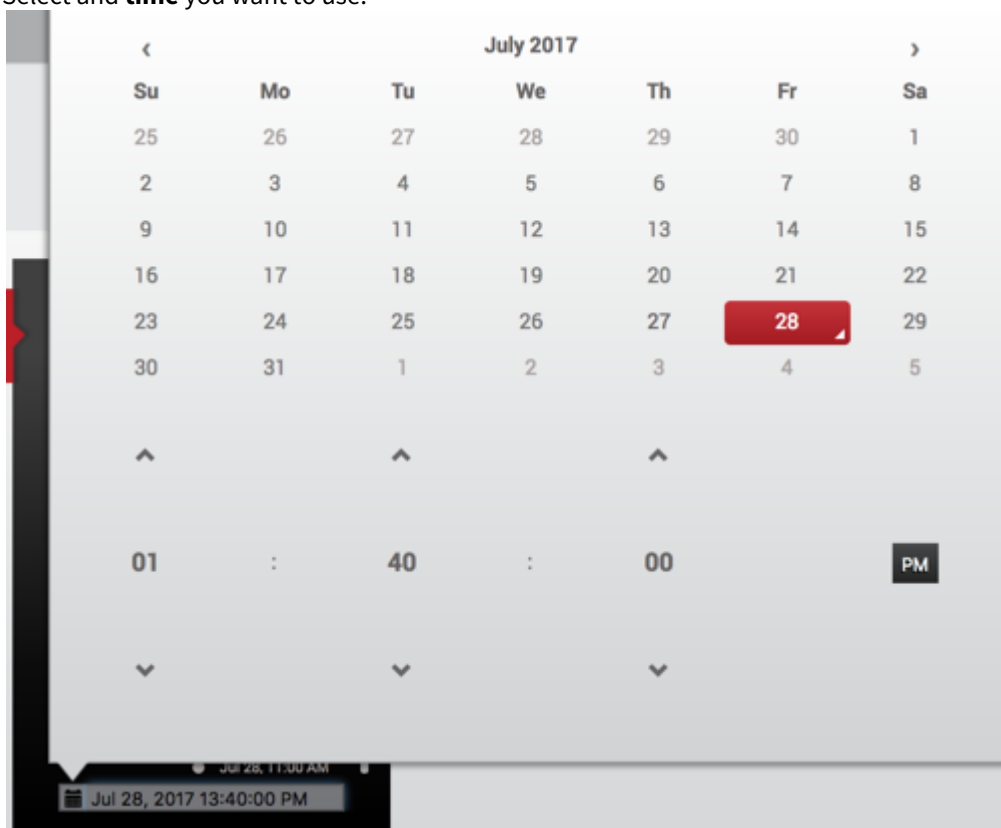 Select and time you want to use.
‹ July 2017 ›
Su Mo Tu We Th Fr Sa
25 26 27 28 29 30 1
2 3 4 5 6 7 8
9 10 11 12 13 14 15
16 17 18 19 20 21 22
23 24 25 26 27 28 29
30 31 1 2 3 4 5
01 : 40 : 00 PM
Jul 28, 11:00 AM
Jul 28, 2017 13:40:00 PM